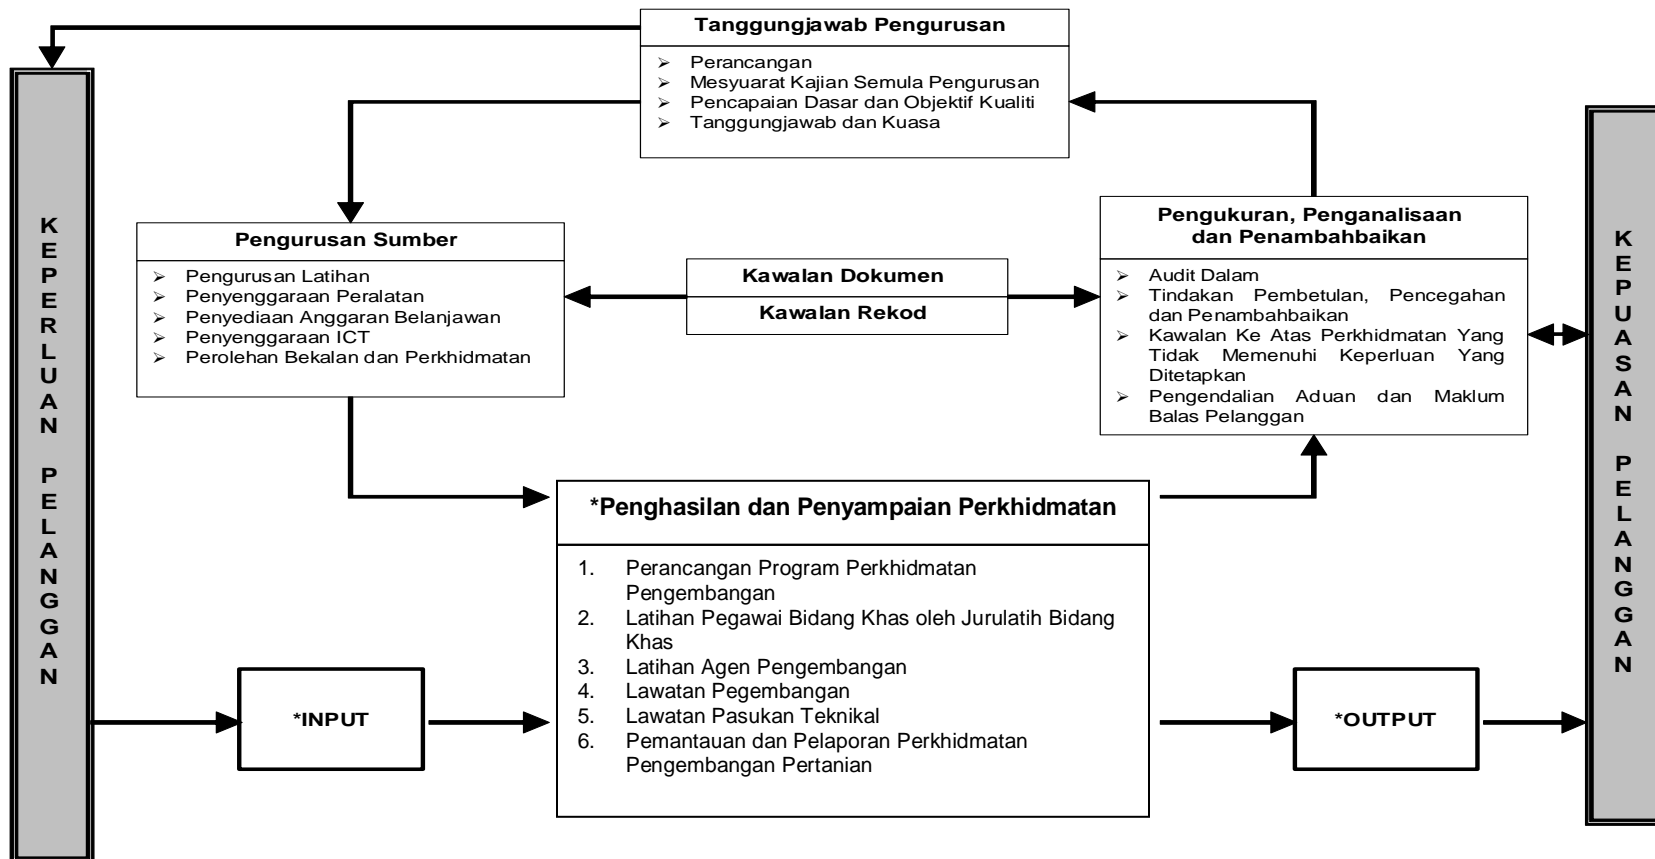 Tanggungjawab Pengurusan
➢ Perancangan
➢ Mesyuarat Kajian Semula Pengurusan
➢ Pencapaian Dasar dan Objektif Kualiti
➢ Tanggungjawab dan Kuasa
KEPERLUAN PELANGGAN
Pengurusan Sumber
➢ Pengurusan Latihan
➢ Penyenggaraan Peralatan
➢ Penyediaan Anggaran Belanjawan
➢ Penyenggaraan ICT
➢ Perolehan Bekalan dan Perkhidmatan
Kawalan Dokumen
Kawalan Rekod
Pengukuran, Penganalisaan
dan Penambahbaikan
➢ Audit Dalam
➢ Tindakan Pembetulan, Pencegahan
dan Penambahbaikan
➢ Kawalan Ke Atas Perkhidmatan Yang
Tidak Memenuhi Keperluan Yang
Ditetapkan
➢ Pengendalian Aduan dan Maklum
Balas Pelanggan
KEPUASAN PELANGGAN
*Penghasilan dan Penyampaian Perkhidmatan
1. Perancangan Program Perkhidmatan
Pengembangan
2. Latihan Pegawai Bidang Khas oleh Jurulatih Bidang
Khas
3. Latihan Agen Pengembangan
4. Lawatan Pegembangan
5. Lawatan Pasukan Teknikal
6. Pemantauan dan Pelaporan Perkhidmatan
Pengembangan Pertanian
*INPUT
*OUTPUT